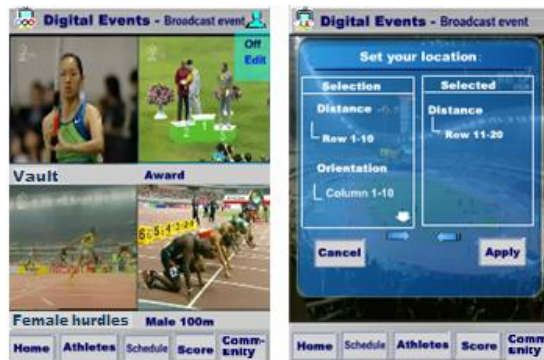 Digital Events - Broadcast event
Off
Edit
Vault
Award
Female hurdles
Male 100m
Home
Athletes
Schedule
Score
Comm-
unity
Digital Events - Broadcast event
Set your location:
Selection
Distance
Row 1-10
Orientation
Column 1-10
Selected
Distance
Row 11-20
Cancel
Apply
Home
Schedule
Athletes
Score
Comm
unity